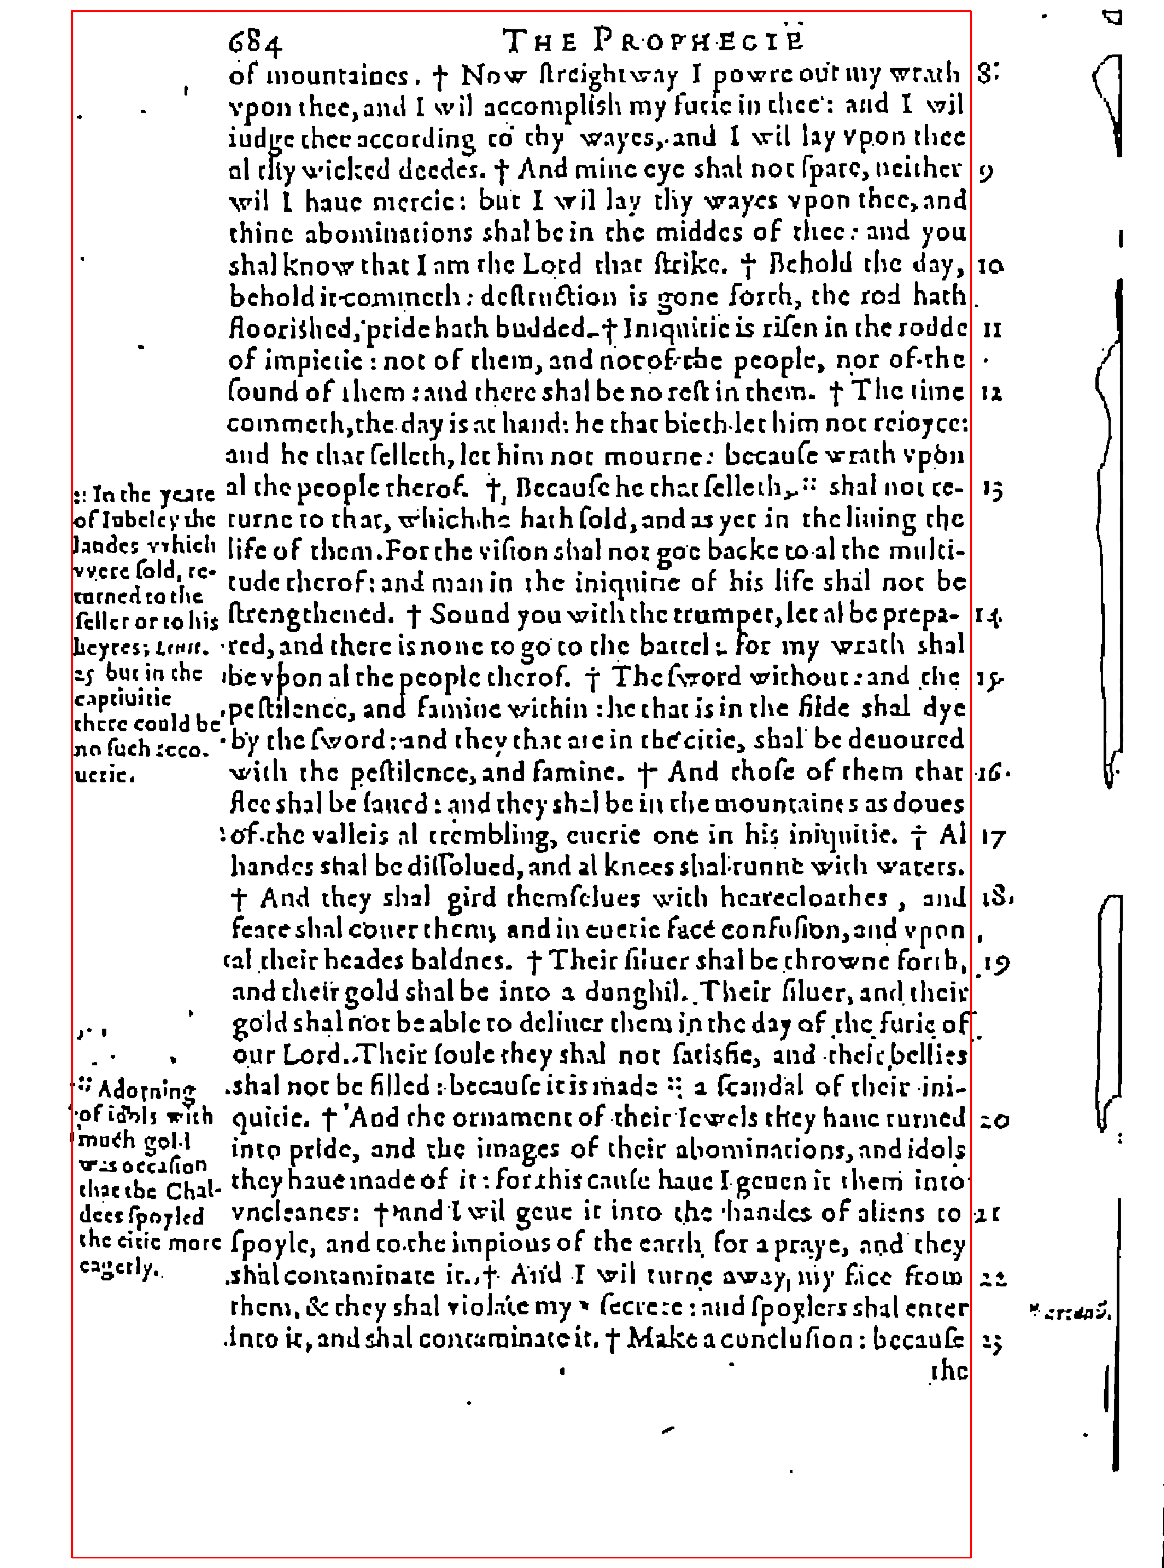 684 THE PROPHECIE
of mountaines. † Now ſtreightway I powre out my wrath 8
vpon thee, and I wil accomplish my furie in thee: and I wil
iudge thee according to thy wayes, and I wil lay vpon thee
al thy wicked deedes. † And mine eye shal not ſpare, neither 9
wil I haue mercie: but I wil lay thy wayes vpon thee, and
thine abominations shal be in the middes of thee: and you
shal know that I am the Lord that ſtrike. † Behold the day, 10
behold it commeth: deſtruction is gone forth, the rod hath
floorished, pride hath budded. † Iniquitie is riſen in the rodde 11
of impietie: not of them, and not of the people, nor of the
ſound of them: and there shal be no reſt in them. † The time 12
commeth, the day is at hand: he that bieth let him not reioyce:
and he that ſelleth, let him not mourne: becauſe wrath vpon
al the people therof. †, Becauſe he that ſelleth, :: shal not re- 13
turne to that, which he hath ſold, and as yet in the liuing the
life of them. For the viſion shal not goe backe to al the multi-
tude therof: and man in the iniquitie of his life shal not be
ſtrengthened. † Sound you with the trumpet, let al be prepa- 14
red, and there is none to go to the battel: for my wrath shal
be vpon al the people therof. † The ſword without: and the 15
peſtilence, and famine within: he that is in the filde shal dye
by the ſword: and they that are in the citie, shal be deuoured
with the peſtilence, and famine. † And thoſe of them that 16
flee shal be ſaued: and they shal be in the mountaines as doues
of the valleis al trembling, euerie one in his iniquitie. † Al 17
handes shal be diſſolued, and al knees shal runne with waters.
† And they shal gird themſelues with hearecloathes, and 18
feare shal couer them, and in euerie face confuſion, and vpon
al their heades baldnes. † Their ſiluer shal be throwne forth, 19
and their gold shal be into a dunghil. Their ſiluer, and their
gold shal not be able to deliuer them in the day of the furie of
our Lord. Their ſoule they shal not ſatisfie, and their bellies
shal not be filled: becauſe it is made :: a ſcandal of their ini-
quitie. † And the ornament of their Iewels they haue turned 20
into pride, and the images of their abominations, and idols
they haue made of it: for this cauſe haue I geuen it them into
vncleanes: † And I wil geue it into the handes of aliens to 21
ſpoyle, and to the impious of the earth for a praye, and they
shal contaminate it. † And I wil turne away my face from 22
them, & they shal violate my * ſecrete: and ſpoylers shal enter
into it, and shal contaminate it. † Make a concluſion: becauſe 23
the
:: In the yeare
of Iubeley the
landes which
were ſold, re-
turned to the
ſeller or to his
heyres; Leuit.
25 but in the
captiuitie
there could be
no ſuch reco-
uerie.
:: Adorning
of idols with
much gold
was occaſion
that the Chal-
dees ſpoyled
the citie more
eagerly.